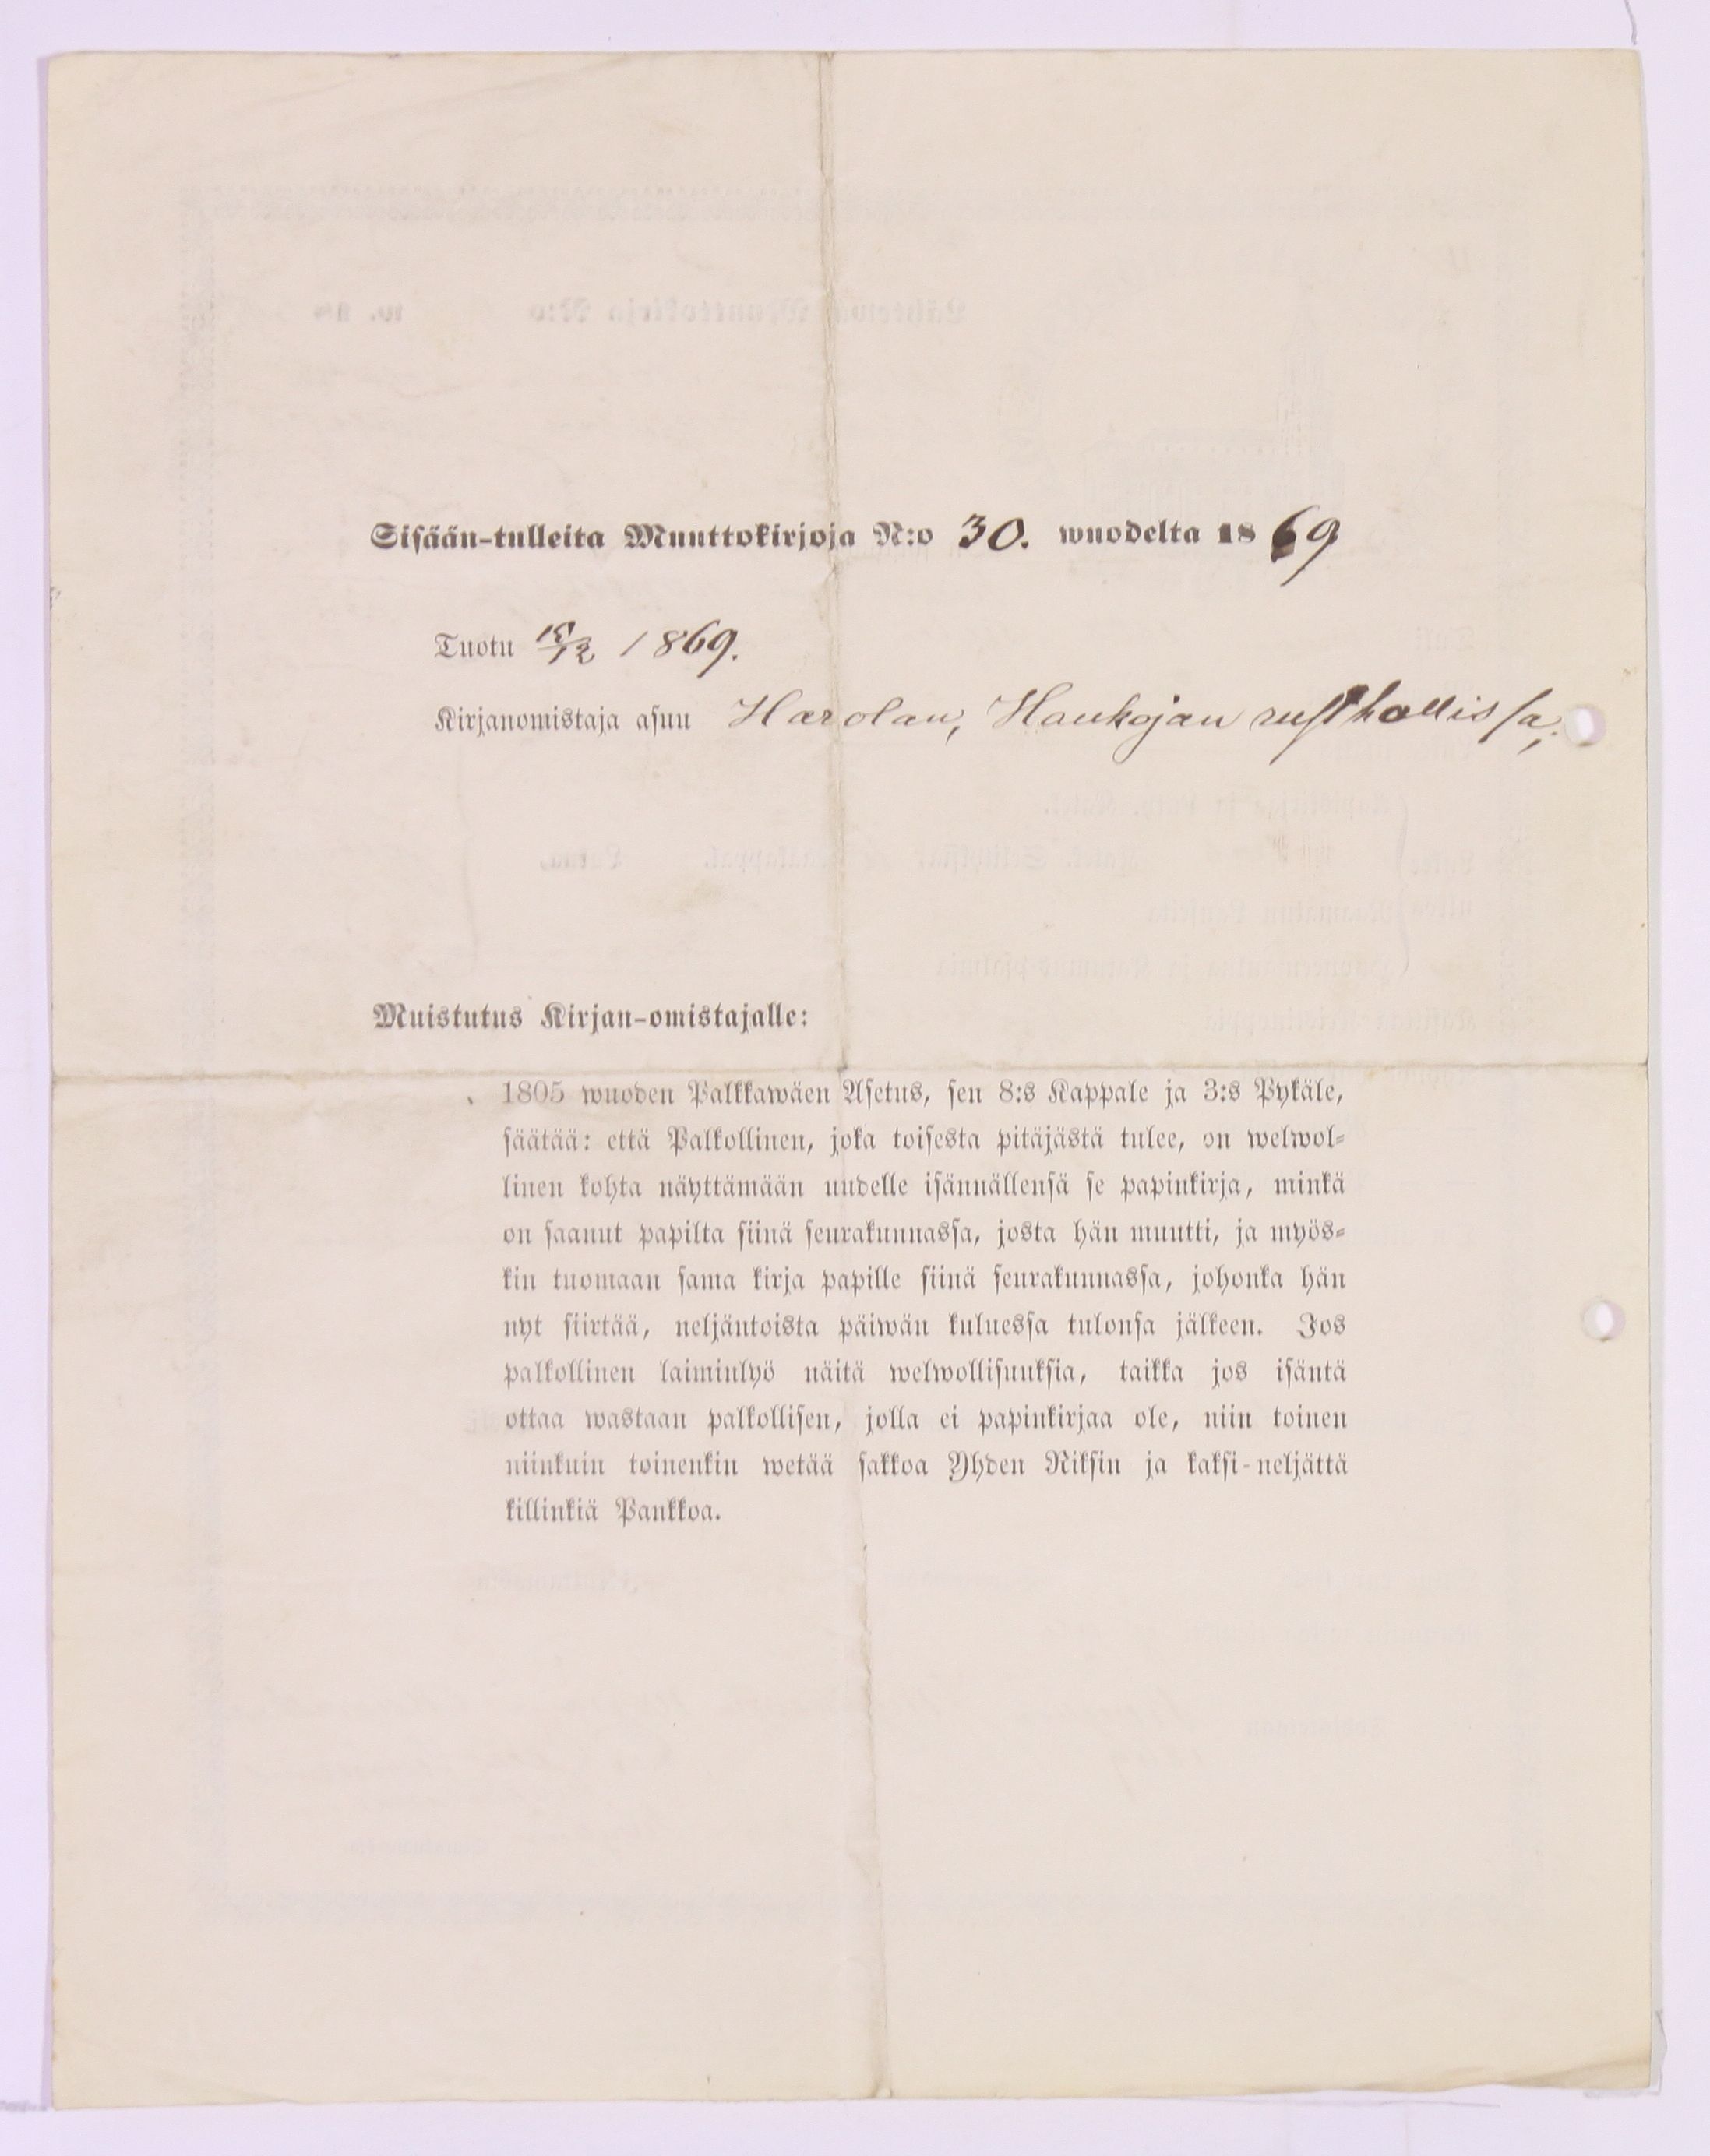 Sisään-tulleita Muuttokirjoja N:o 30. wuodelta 1869
Tuotu 15/12 1869.
Kirjanomistaja asuu Harolan, Haukojan rusthollissa,
Muistutus Kirjan-omistajalle:
1805 wuoden Palkkawäen Asetus, sen 8:s Kappale ja 3:s Pykäle,
säätää: että Palkollinen, joka toisesta pitäjästä tulee, on welwol-
linen kohta näyttämään uudelle isännällensä se papinkirja, minkä
on saanut papilta siinä seurakunnassa, josta hän muutti, ja myös-
kin tuomaan sama kirja papille siinä seurakunnassa, johonka hän
nyt siirtää, neljäntoista päiwän kuluessa tulonsa jälkeen. Jos
palkollinen laiminlyö näitä welwollisuuksia, taikka jos isäntä
ottaa wastaan palkollisen, jolla ei papinkirjaa ole, niin toinen
niinkuin toinenkin wetää sakkoa Yhden Riksin ja kaksi-neljättä
killinkiä Pankkoa.